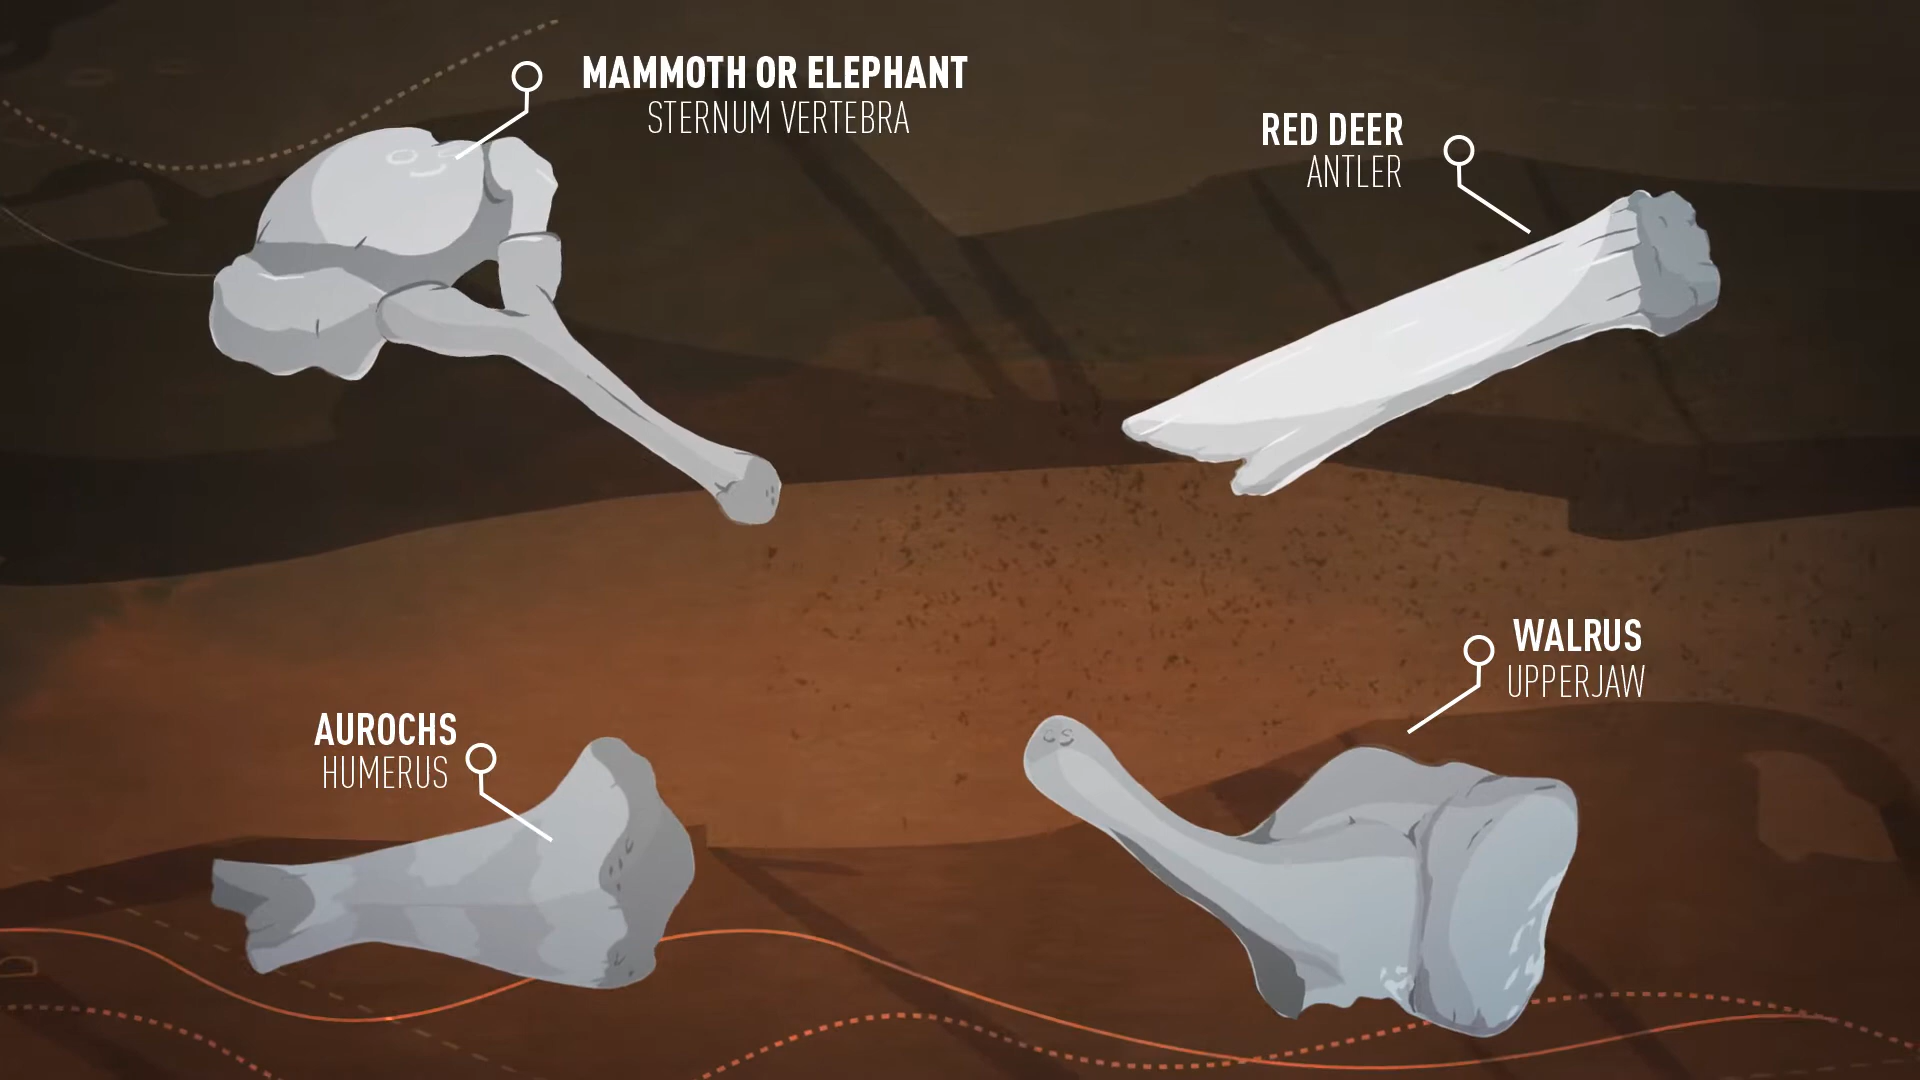 MAMMOTH OR ELEPHANT
STERNUM VERTEBRA
RED DEER
ANTLER
WALRUS
UPPERJAW
AUROCHS
HUMERUS